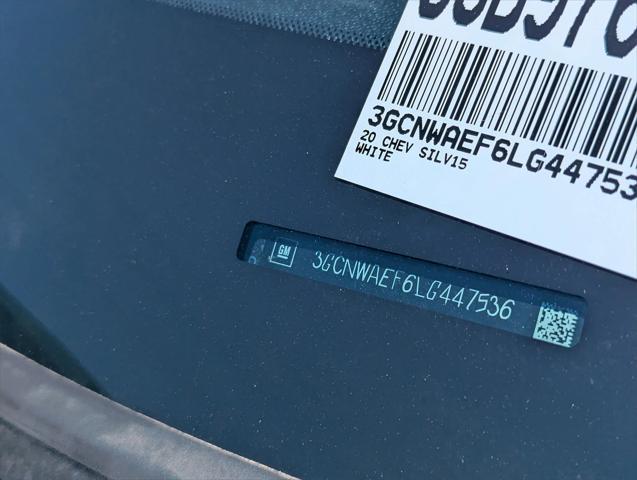 3GCNWAEF6LG44753
20 CHEV SILV15
WHITE
GM
3GCNWAEF6LG447536